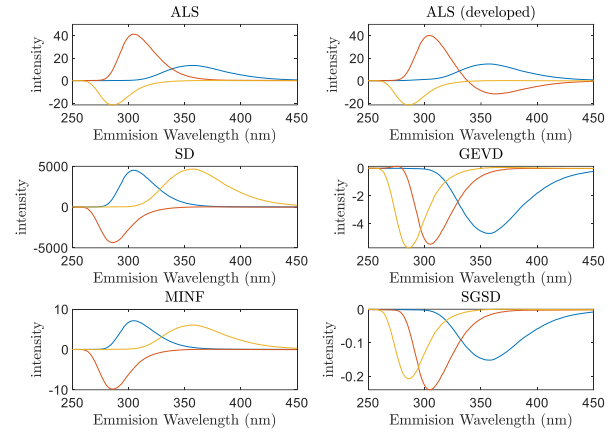 ALS
40
20
0
-20
intensity
250 300 350 400 450
Emmision Wavelength (nm)
ALS (developed)
40
20
0
-20
intensity
250 300 350 400 450
Emmision Wavelength (nm)
SD
5000
0
-5000
intensity
250 300 350 400 450
Emmision Wavelength (nm)
GEVD
-2
-4
intensity
250 300 350 400 450
Emmision Wavelength (nm)
MINF
10
0
-10
intensity
250 300 350 400 450
Emmision Wavelength (nm)
SGSD
0
-0.1
-0.2
intensity
250 300 350 400 450
Emmision Wavelength (nm)